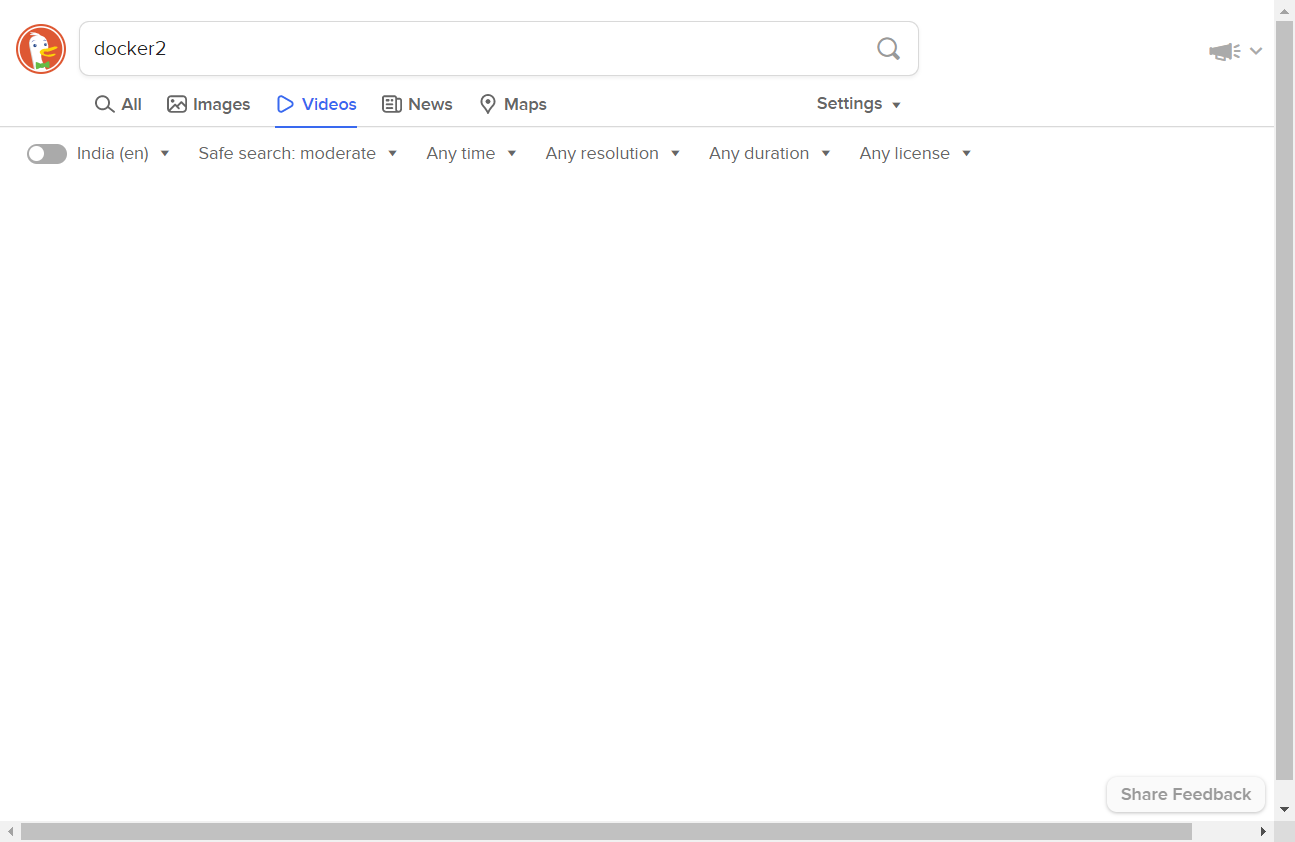 docker2
All Images Videos News Maps Settings
India (en) Safe search: moderate Any time Any resolution Any duration Any license
Share Feedback